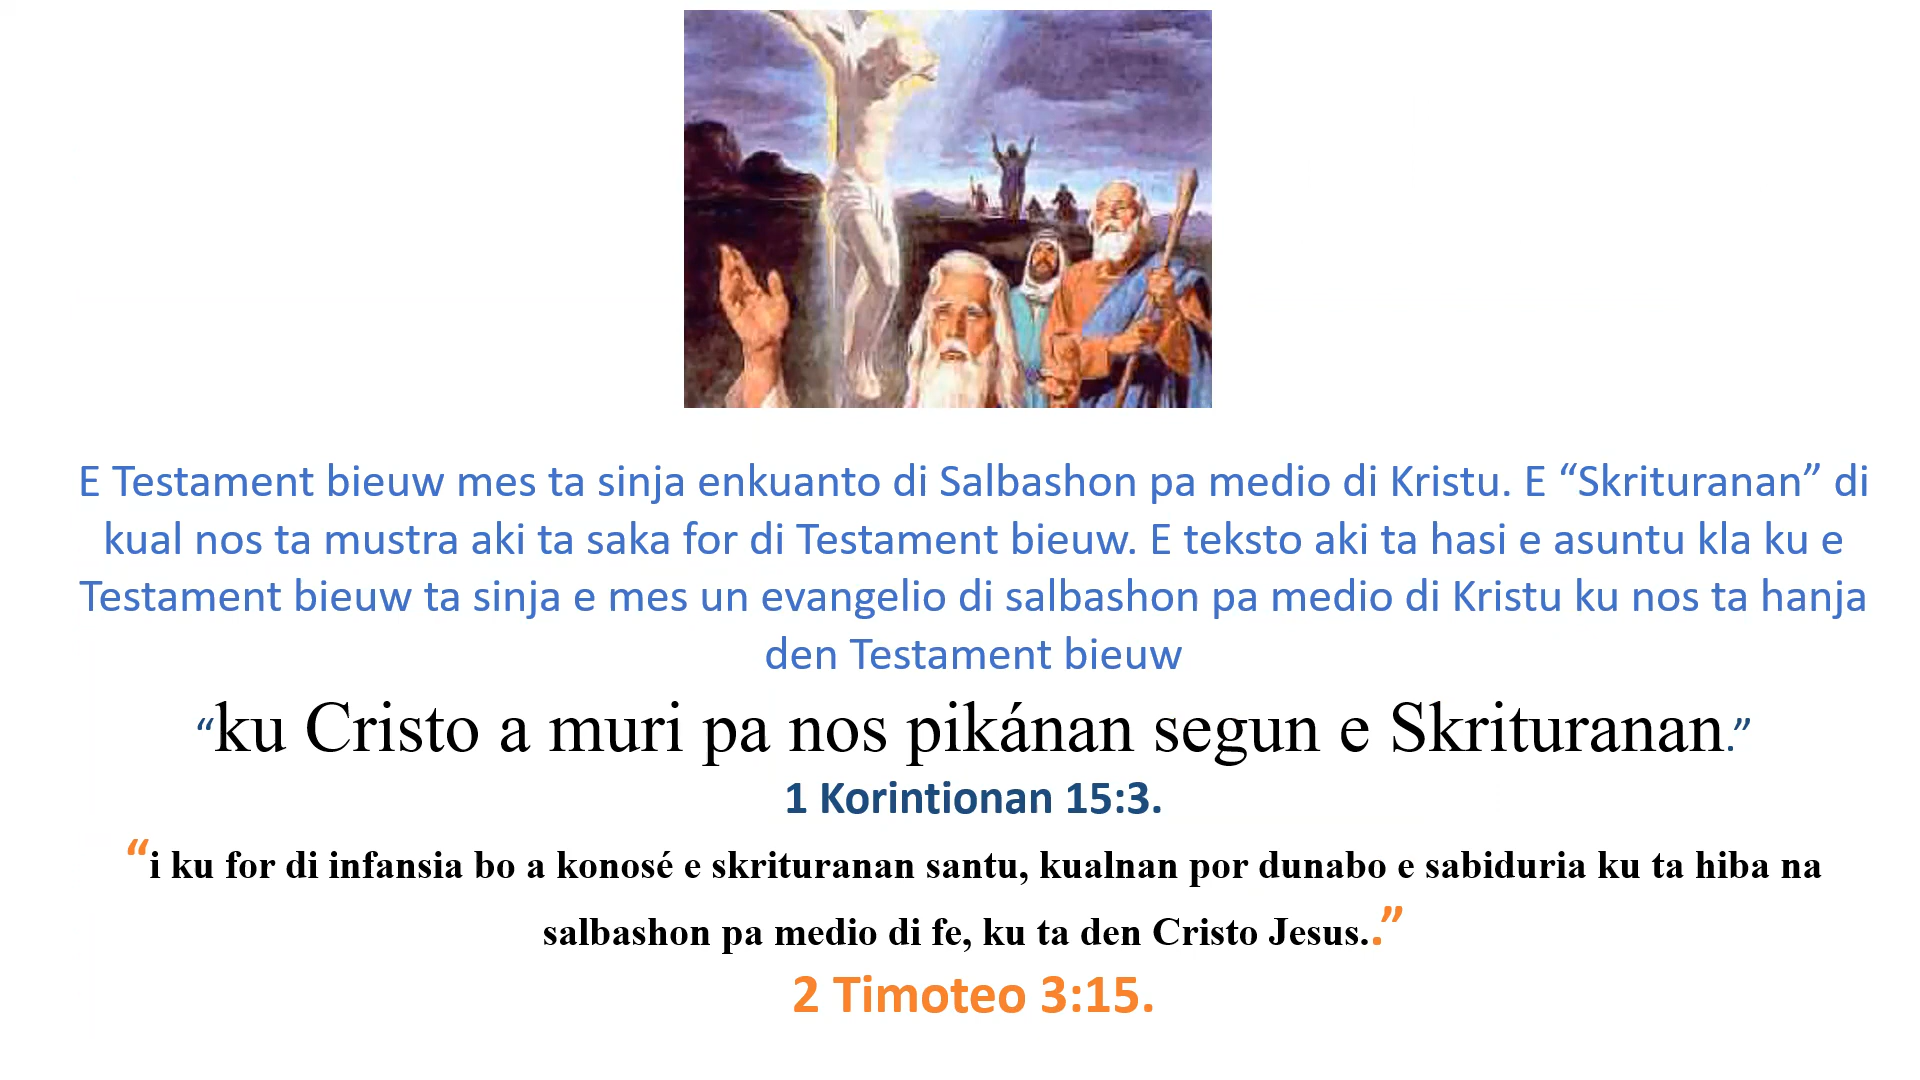 E Testament bieuw mes ta sinja enkuanto di Salbashon pa medio di Kristu. E “Skrituranan” di
kual nos ta mustra aki ta saka for di Testament bieuw. E teksto aki ta hasi e asuntu kla ku e
Testament bieuw ta sinja e mes un evangelio di salbashon pa medio di Kristu ku nos ta hanja
den Testament bieuw
“ku Cristo a muri pa nos pikánan segun e Skrituranan.”
1 Korintionan 15:3.
“i ku for di infansia bo a konosé e skrituranan santu, kualnan por dunabo e sabiduria ku ta hiba na
salbashon pa medio di fe, ku ta den Cristo Jesus..”
2 Timoteo 3:15.